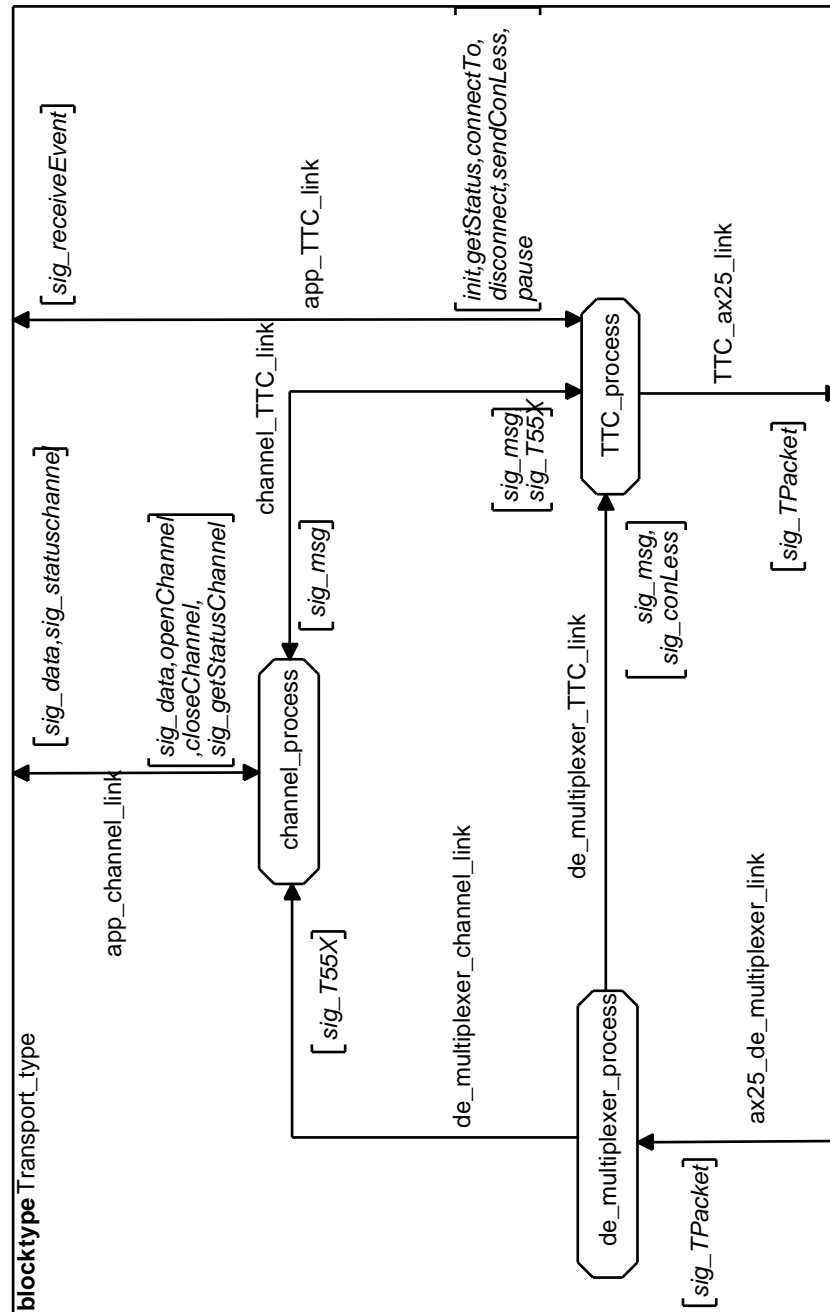 blocktype Transport_type
app_channel_link
[sig_data,sig_statuschannel]
[sig_data,openChannel
,closeChannel,
sig_getStatusChannel]
[sig_receiveEvent]
app_TTC_link
channel_TTC_link
[init,getStatus,connectTo,
disconnect,sendConLess,
pause]
channel_process
[sig_msg]
[sig_T55X]
de_multiplexer_channel_link
[sig_msg
sig_T55X]
de_multiplexer_process
de_multiplexer_TTC_link
TTC_process
[sig_msg,
sig_conLess]
[sig_TPacket]
ax25_de_multiplexer_link
[sig_TPacket]
TTC_ax25_link